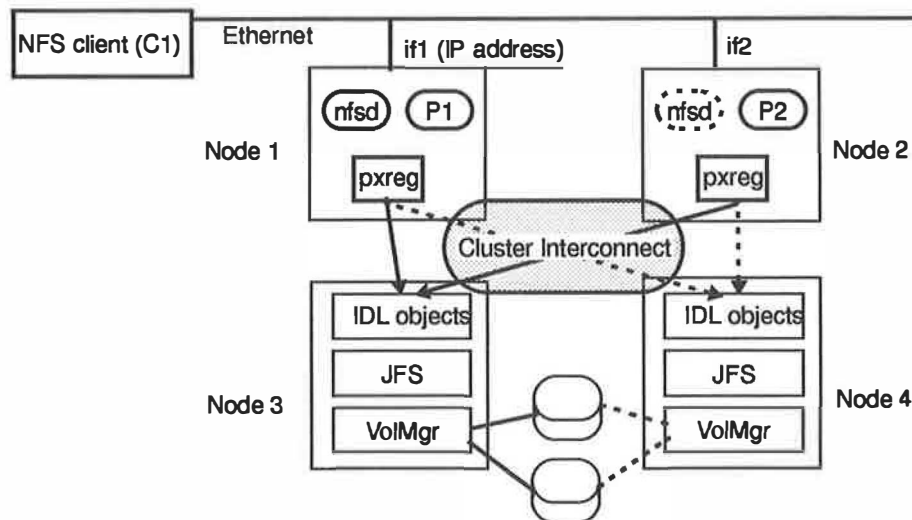 NFS client (C1)
Ethernet
if1 (IP address)
if2
nfsd
P1
nfsd
P2
Node 1
Node 2
pxreg
pxreg
Cluster Interconnect
IDL objects
IDL objects
JFS
JFS
Node 3
Node 4
VolMgr
VolMgr